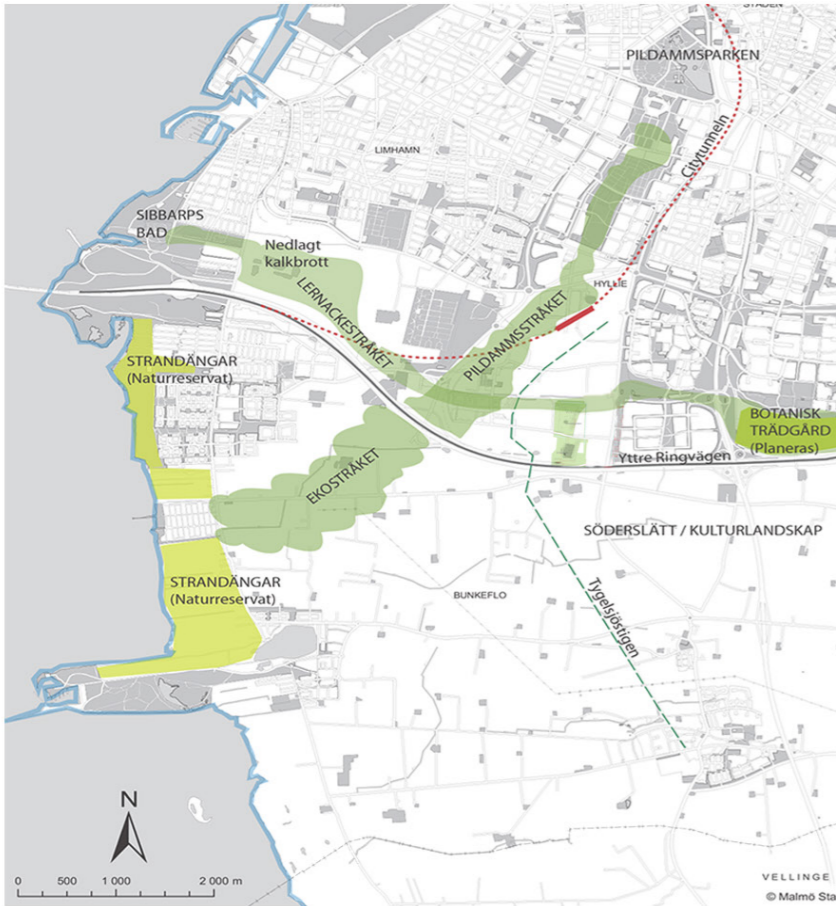 STADEN
PILDAMMSPARKEN
Citytunneln
LIMHAMN
SIBBARPS
BAD
Nedlagt
kalkbrott
LERNACKESTRÅKET
HYLLIE
PILDAMMSSTRÅKET
STRANDÄNGAR
(Naturreservat)
BOTANISK
TRÄDGÅRD
(Planeras)
Yttre Ringvägen
EKOSTRÅKET
SÖDERSLÄTT / KULTURLANDSKAP
STRANDÄNGAR
(Naturreservat)
BUNKEFLO
Tygelsjöstigen
N
0 500 1 000 2 000 m
VELLINGE
© Malmö Sta